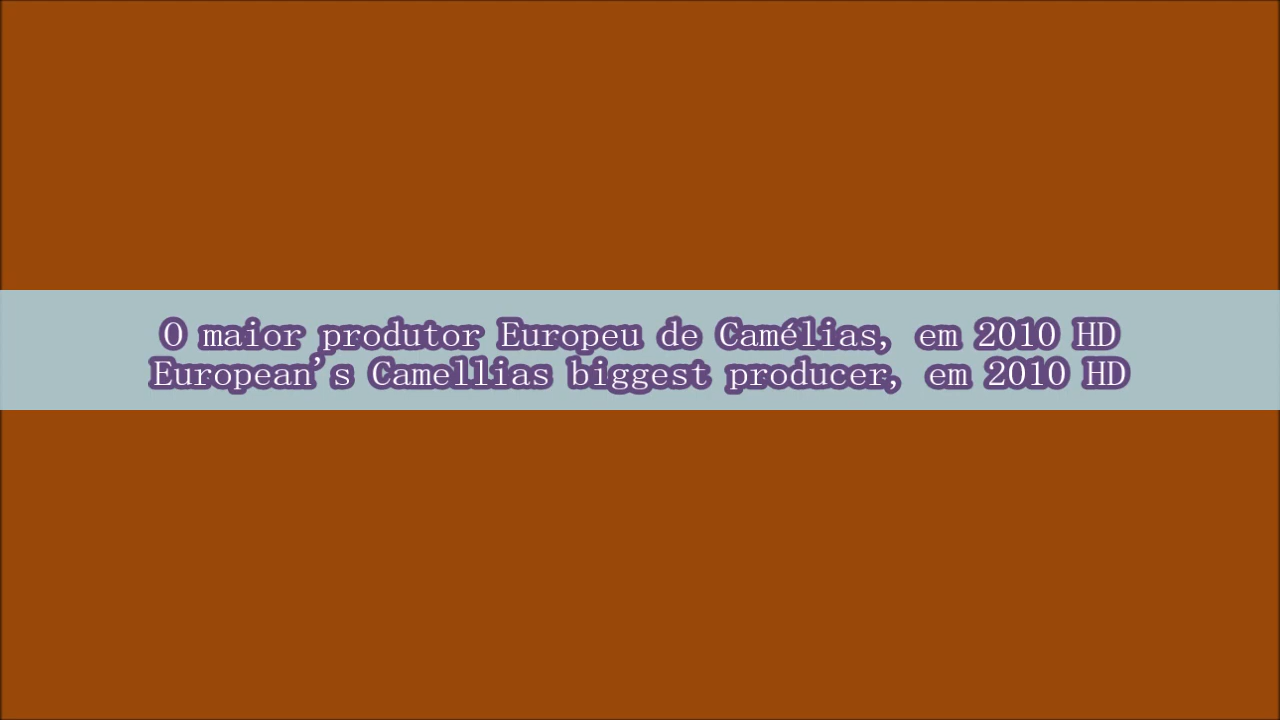 O maior produtor Europeu de Camélias, em 2010 HD
European's Camellias biggest producer, em 2010 HD